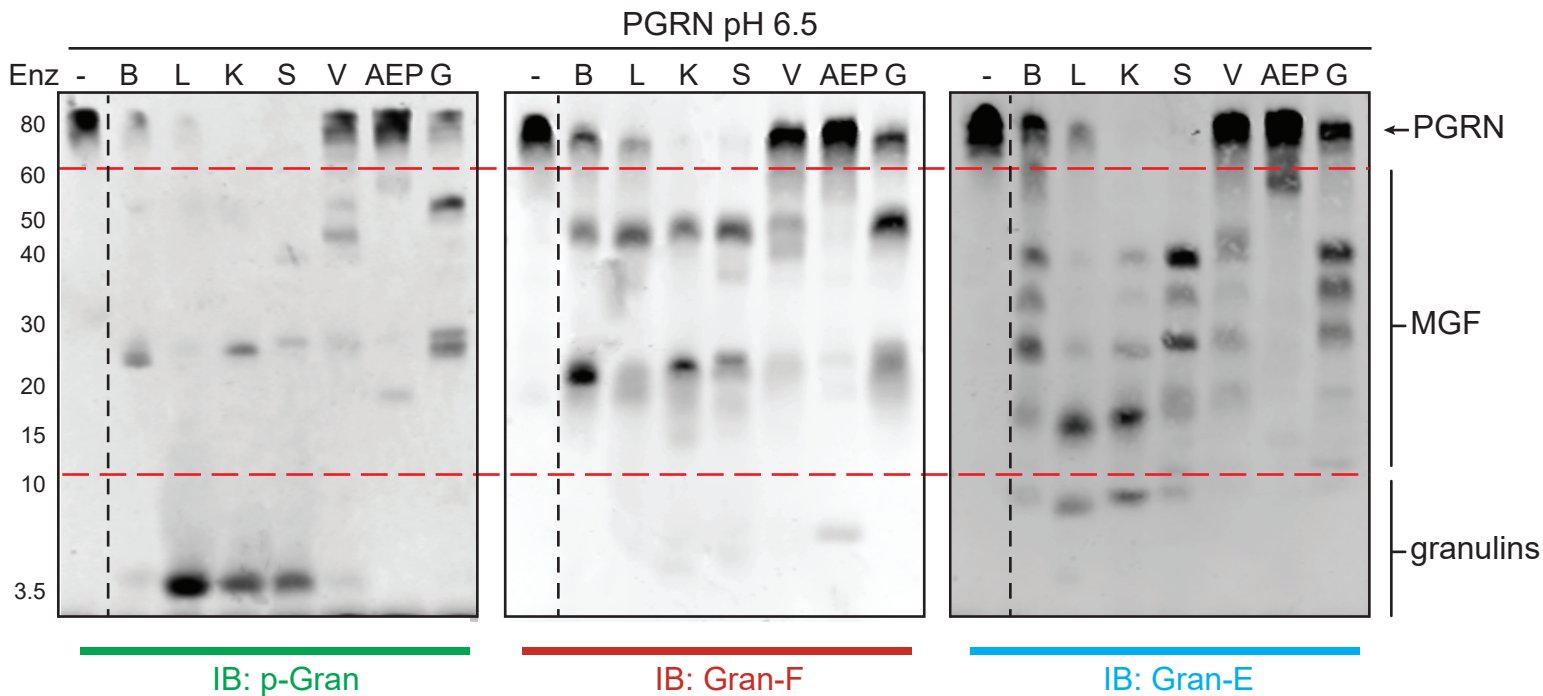 PGRN pH 6.5
Enz - B L K S V AEP G - B L K S V AEP G - B L K S V AEP G
80
60
50
40
30
20
15
10
3.5
PGRN
MGF
granulins
IB: p-Gran
IB: Gran-F
IB: Gran-E